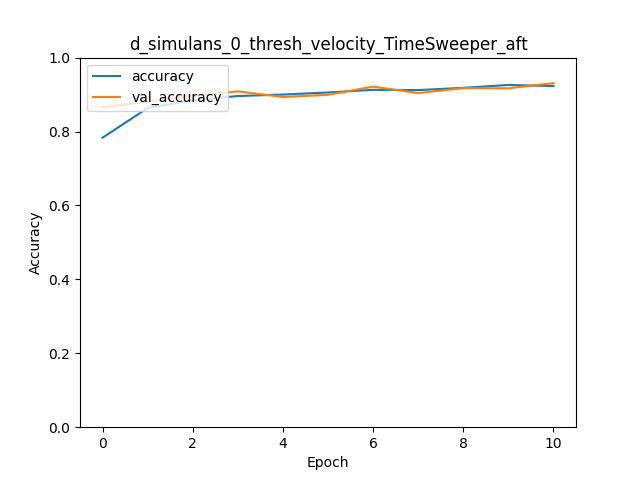 d_simulans_0_thresh_velocity_TimeSweeper_aft
accuracy
val_accuracy
1.0
0.8
0.6
0.4
0.2
0.0
Accuracy
0 2 4 6 8 10
Epoch